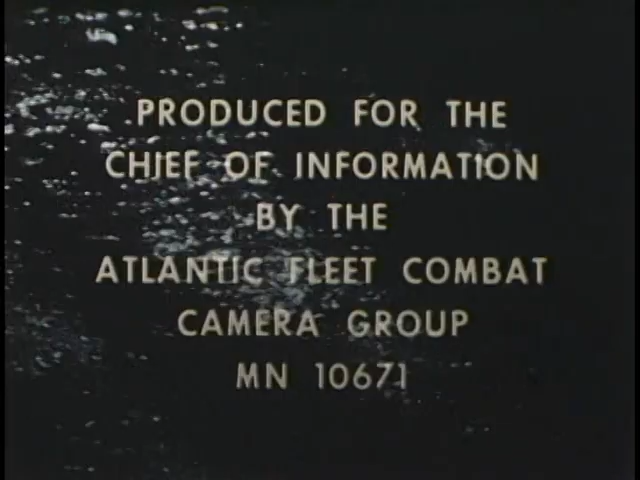 PRODUCED FOR THE
CHIEF OF INFORMATION
BY THE
ATLANTIC FLEET COMBAT
CAMERA GROUP
MN 10671